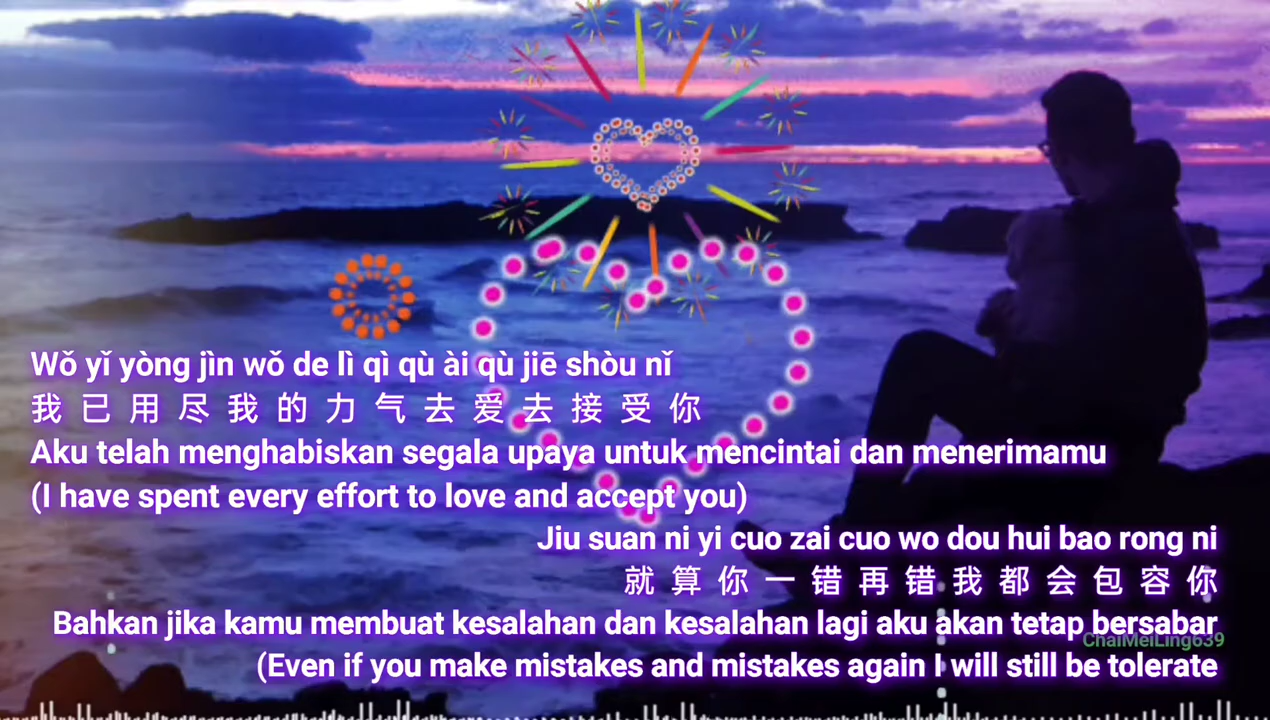 Wǒ yǐ yòng jìn wǒ de lì qì qù ài qù jiē shòu nǐ
我 已 用 尽 我 的 力 气 去 爱 去 接 受 你
Aku telah menghabiskan segala upaya untuk mencintai dan menerimamu
(I have spent every effort to love and accept you)
Jiu suan ni yi cuo zai cuo wo dou hui bao rong ni
就 算 你 一 错 再 错 我 都 会 包 容 你
Bahkan jika kamu membuat kesalahan dan kesalahan lagi aku akan tetap bersabar
ChaiMeiLing639
(Even if you make mistakes and mistakes again I will still be tolerate